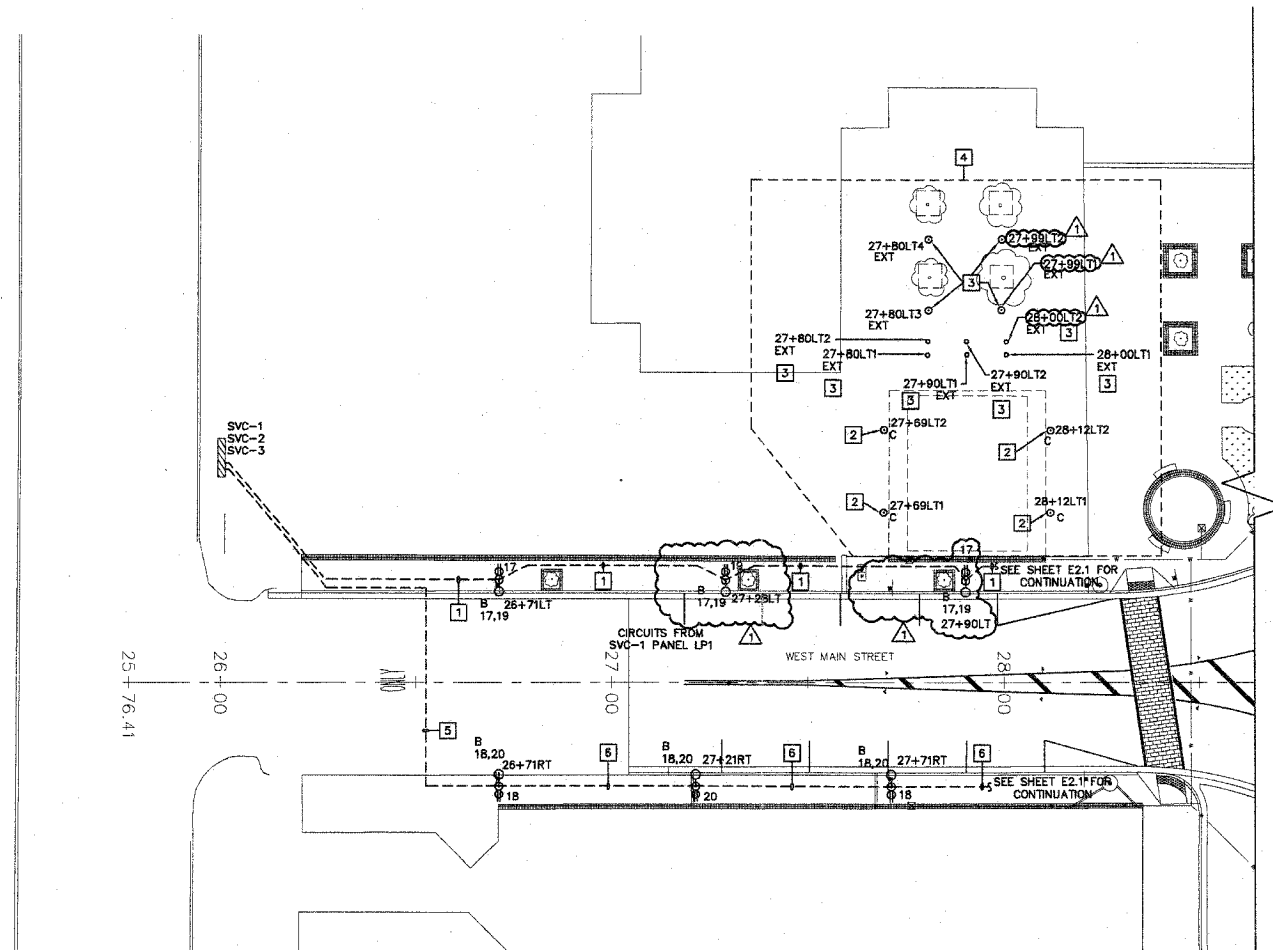 4
27+80LT4
EXT
27+99LT2
EXT
1
27+99LT1
EXT
1
3
27+80LT3
EXT
28+00LT2
EXT
1
3
27+80LT2
EXT
27+80LT1
EXT
3
3
27+90LT1
EXT
3
27+90LT2
EXT
3
28+00LT1
EXT
3
SVC-1
SVC-2
SVC-3
2
27+69LT2
C
2
28+12LT2
C
2
27+69LT1
C
2
28+12LT1
C
17
1
19
1
17
1
SEE SHEET E2.1 FOR
CONTINUATION
1
B
17,19
26+71LT
B
17,19
B
17,19
27+90LT
CIRCUITS FROM
SVC-1 PANEL LP1
1
1
WEST MAIN STREET
25+76.41
26+00
ONLY
27+00
28+00
5
B
18,20
26+71RT
6
B
18,20
27+21RT
6
B
18,20
27+71RT
6
18
20
18
SEE SHEET E2.1 FOR
CONTINUATION